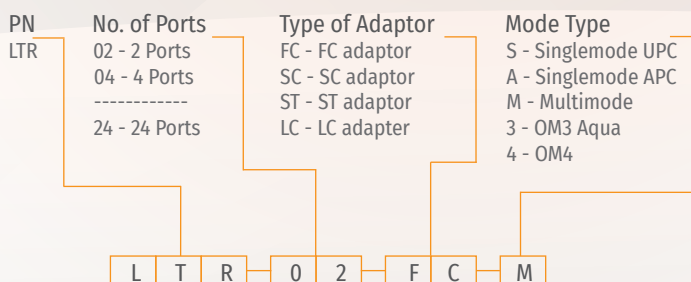 PN
LTR
No. of Ports
02 - 2 Ports
04 - 4 Ports
------------
24 - 24 Ports
Type of Adaptor
FC - FC adaptor
SC - SC adaptor
ST - ST adaptor
LC - LC adapter
Mode Type
S - Singlemode UPC
A - Singlemode APC
M - Multimode
3 - OM3 Aqua
4 - OM4
L T R 0 2 F C M